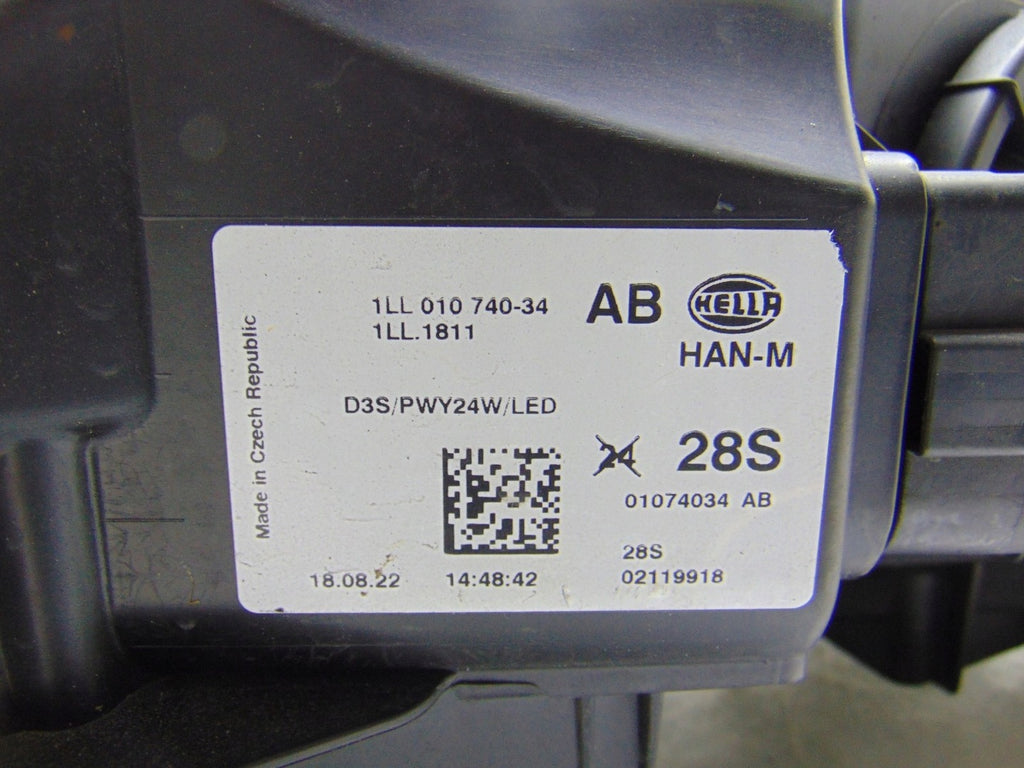 1LL 010 740-34
1LL.1811
AB
HELLA
HAN-M
Made in Czech Republic
D3S/PWY24W/LED
24
28S
01074034 AB
28S
02119918
18.08.22
14:48:42